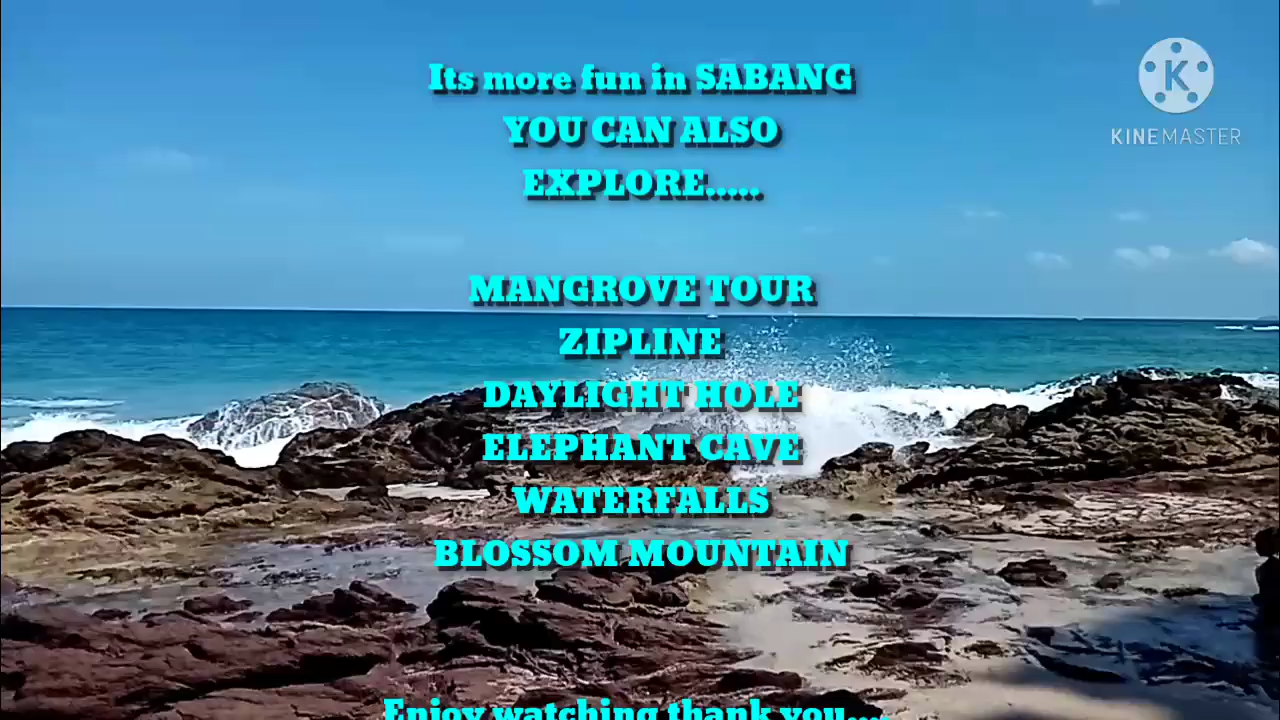 Its more fun in SABANG
YOU CAN ALSO
EXPLORE.....
MANGROVE TOUR
ZIPLINE
DAYLIGHT HOLE
ELEPHANT CAVE
WATERFALLS
BLOSSOM MOUNTAIN
Enjoy watching thank you....
K
KINEMASTER